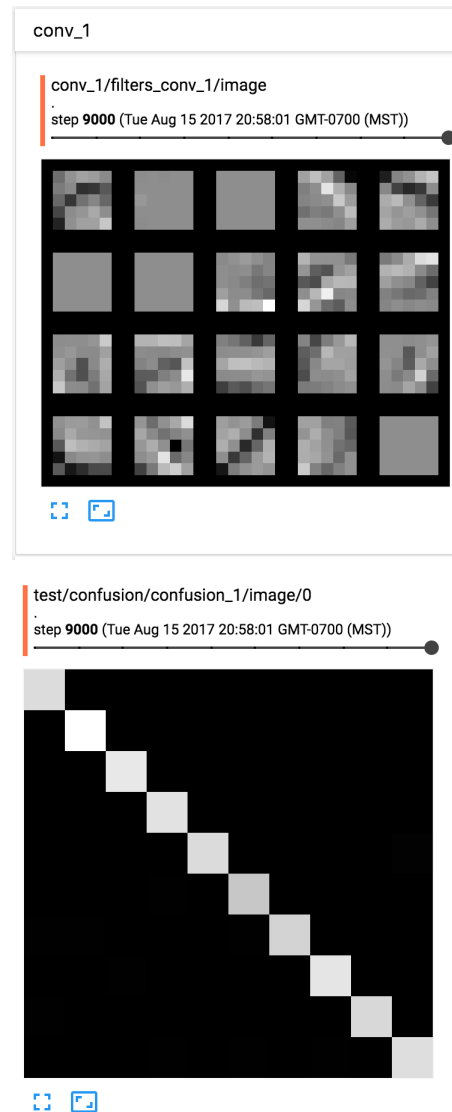 conv_1
conv_1/filters_conv_1/image
.
step 9000 (Tue Aug 15 2017 20:58:01 GMT-0700 (MST))
test/confusion/confusion_1/image/0
.
step 9000 (Tue Aug 15 2017 20:58:01 GMT-0700 (MST))